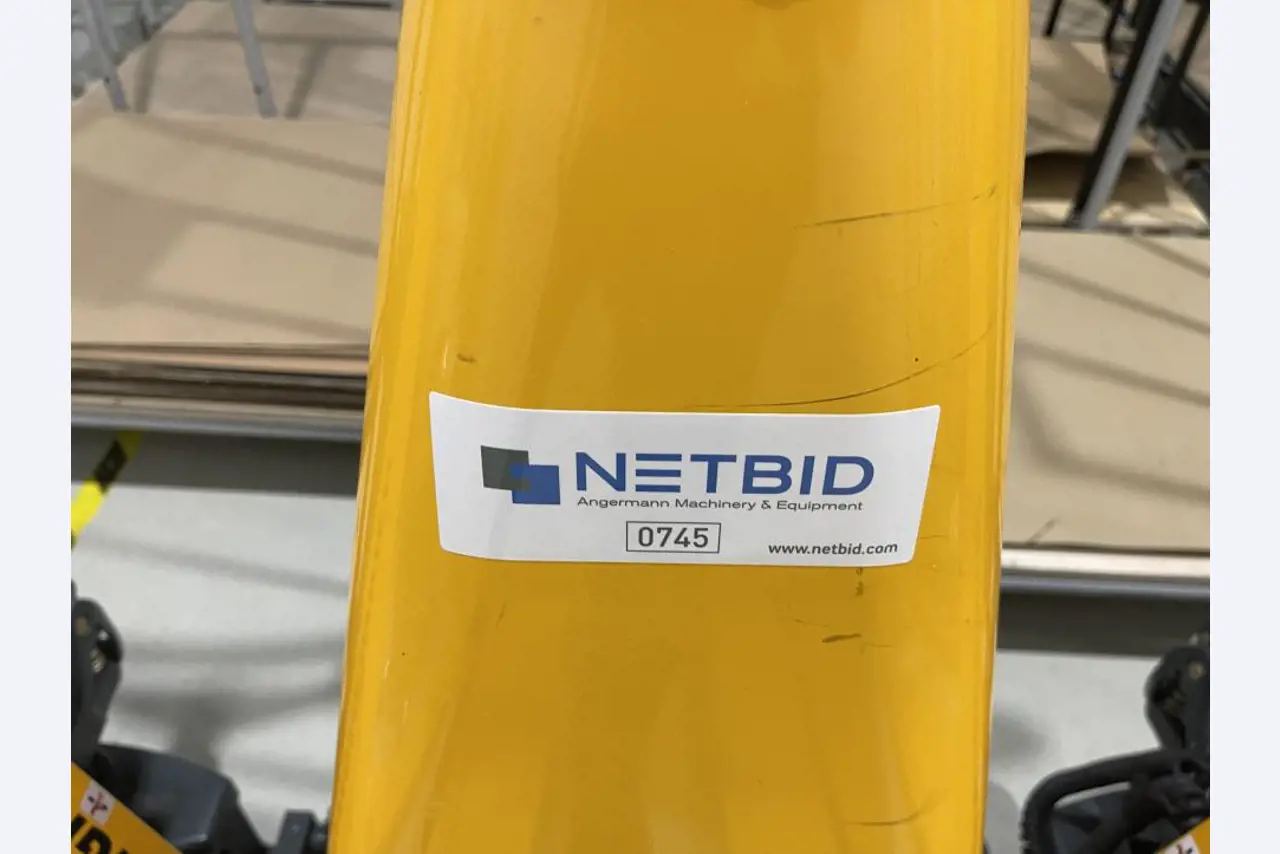 NETBID
Angermann Machinery & Equipment
0745
www.netbid.com